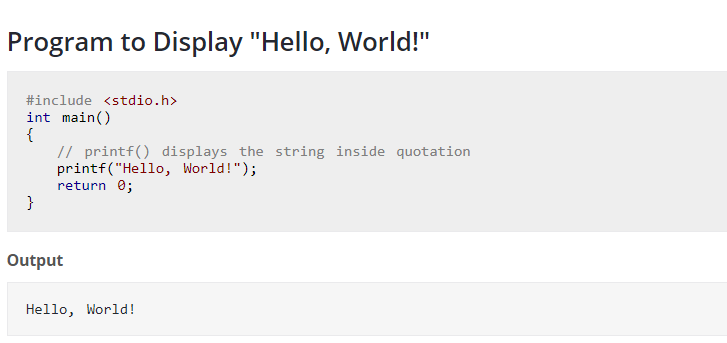 Program to Display "Hello, World!"
#include <stdio.h>
int main()
{
    // printf() displays the string inside quotation
    printf("Hello, World!");
    return 0;
}
Output
Hello, World!